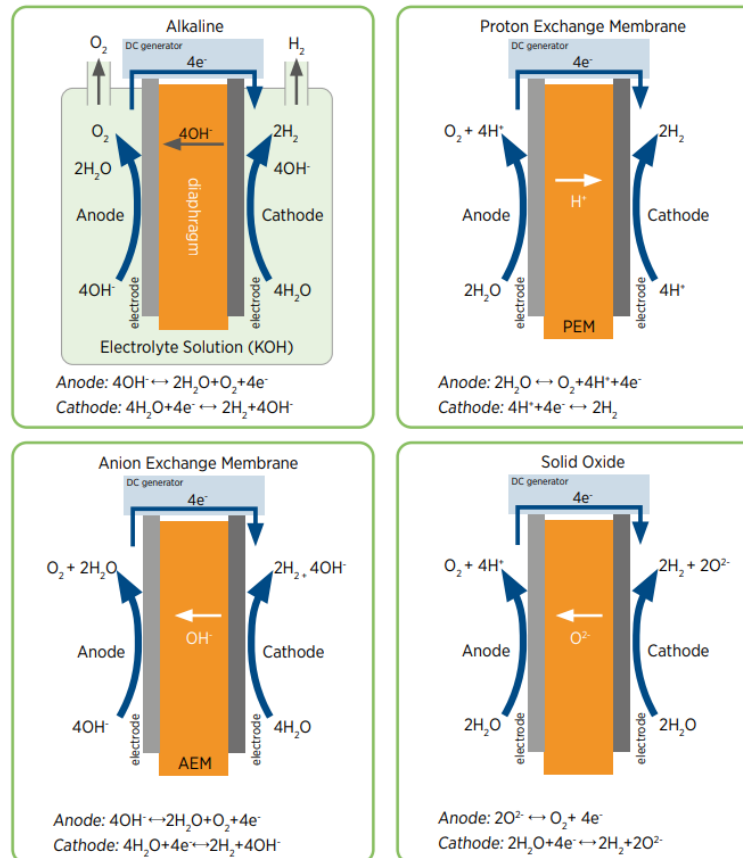 Alkaline
O₂
DC generator
H₂
4e⁻
O₂
4OH⁻
2H₂
2H₂O
4OH⁻
diaphragm
Anode
Cathode
4OH⁻
electrode
electrode
4H₂O
Electrolyte Solution (KOH)
Anode: 4OH⁻ ↔ 2H₂O+O₂+4e⁻
Cathode: 4H₂O+4e⁻ ↔ 2H₂+4OH⁻
Proton Exchange Membrane
DC generator
4e⁻
O₂ + 4H⁺
2H₂
H⁺
Anode
Cathode
2H₂O
electrode
electrode
4H⁺
PEM
Anode: 2H₂O ↔ O₂+4H⁺+4e⁻
Cathode: 4H⁺+4e⁻ ↔ 2H₂
Anion Exchange Membrane
DC generator
4e⁻
O₂ + 2H₂O
2H₂ + 4OH⁻
OH⁻
Anode
Cathode
4OH⁻
electrode
electrode
4H₂O
AEM
Anode: 4OH⁻↔2H₂O+O₂+4e⁻
Cathode: 4H₂O+4e⁻↔2H₂+4OH⁻
Solid Oxide
DC generator
4e⁻
O₂ + 4H⁺
2H₂ + 2O²⁻
O²⁻
Anode
Cathode
2H₂O
electrode
electrode
2H₂O
Anode: 2O²⁻ ↔ O₂+ 4e⁻
Cathode: 2H₂O+4e⁻ ↔ 2H₂+2O²⁻